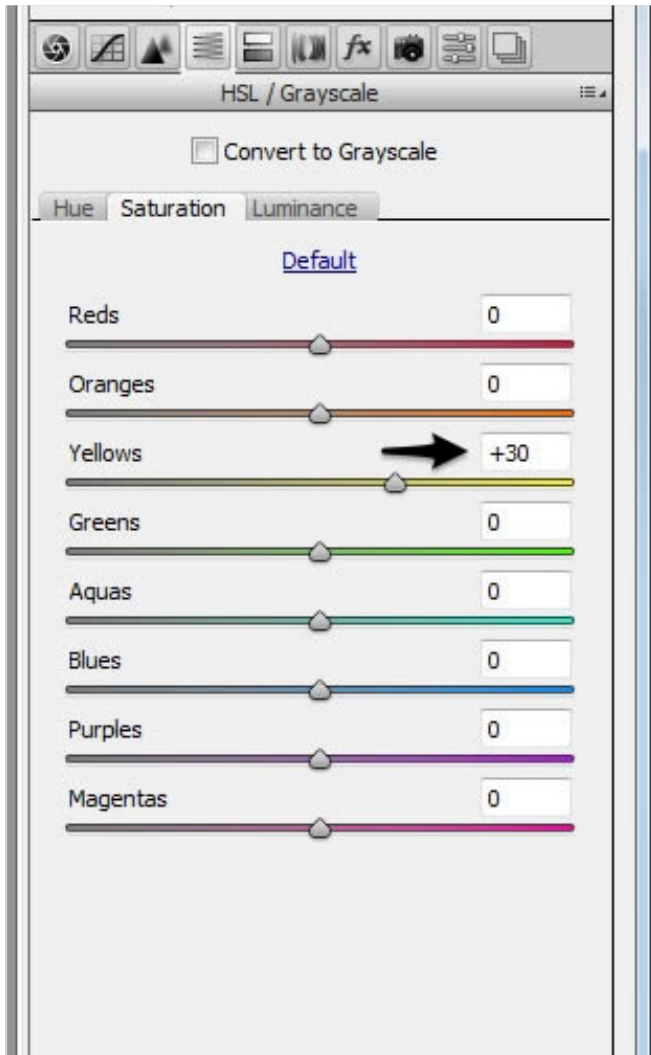 fx
HSL / Grayscale
Convert to Grayscale
Hue Saturation Luminance
Default
Reds 0
Oranges 0
Yellows +30
Greens 0
Aquas 0
Blues 0
Purples 0
Magentas 0